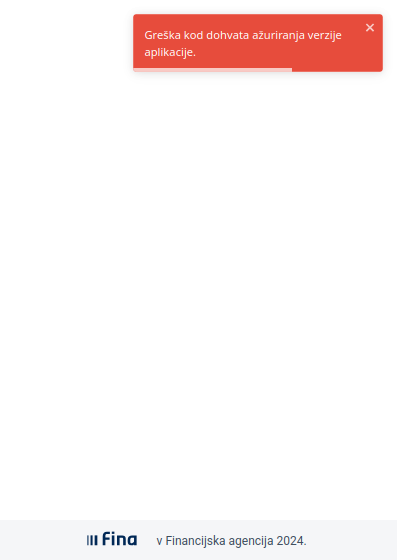 Greška kod dohvata ažuriranja verzije
aplikacije.
×
fina
v Financijska agencija 2024.